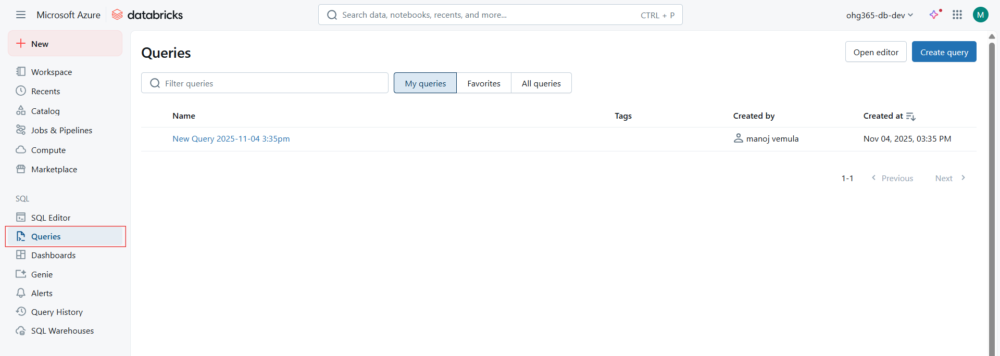 Microsoft Azure databricks
Search data, notebooks, recents, and more... CTRL + P
ohg365-db-dev
M
New
Workspace
Recents
Catalog
Jobs & Pipelines
Compute
Marketplace
SQL
SQL Editor
Queries
Dashboards
Genie
Alerts
Query History
SQL Warehouses
Queries
Open editor Create query
Filter queries My queries Favorites All queries
Name Tags Created by Created at
New Query 2025-11-04 3:35pm manoj vemula Nov 04, 2025, 03:35 PM
1-1 Previous Next